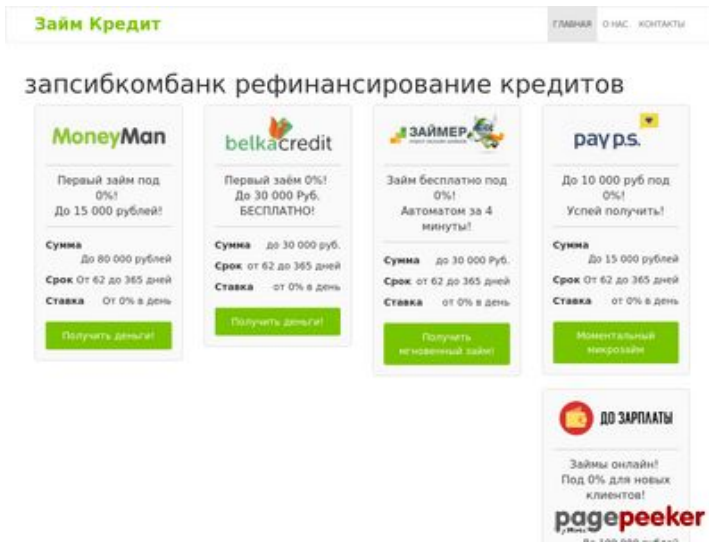 Займ Кредит
ГЛАВНАЯ О НАС КОНТАКТЫ
запсибкомбанк рефинансирование кредитов
MoneyMan
Первый займ под
0%!
До 15 000 рублей!
Сумма
До 80 000 рублей
Срок От 62 до 365 дней
Ставка От 0% в день
Получить деньги!
belkacredit
Первый заём 0%!
До 30 000 Руб.
БЕСПЛАТНО!
Сумма до 30 000 руб.
Срок от 62 до 365 дней
Ставка от 0% в день
Получить деньги!
ЗАЙМЕР
Займ бесплатно под
0%!
Автоматом за 4
минуты!
Сумма до 30 000 Руб.
Срок от 62 до 365 дней
Ставка от 0% в день
Получить
мгновенный займ!
pay p.s.
До 10 000 руб под
0%!
Успей получить!
Сумма
До 15 000 рублей
Срок От 62 до 365 дней
Ставка от 0% в день
Моментальный
микрозайм
ДО ЗАРПЛАТЫ
Займы онлайн!
Под 0% для новых
клиентов!
pagepeeker
До 100 000 рублей